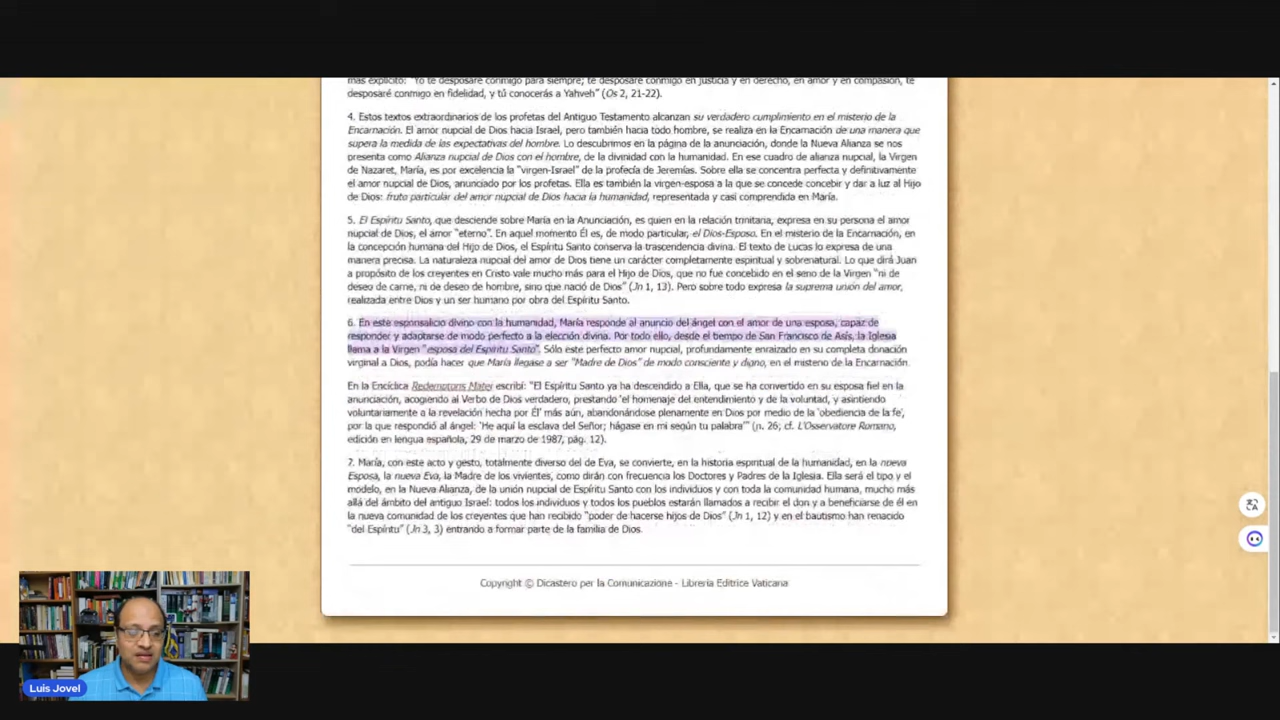 más explícito: "Yo te desposaré conmigo para siempre; te desposaré conmigo en justicia y en derecho, en amor y en compasión, te
desposaré conmigo en fidelidad, y tú conocerás a Yahveh" (Os 2, 21-22).
4. Estos textos extraordinarios de los profetas del Antiguo Testamento alcanzan su verdadero cumplimiento en el misterio de la
Encarnación. El amor nupcial de Dios hacia Israel, pero también hacia todo hombre, se realiza en la Encarnación de una manera que
supera la medida de las expectativas del hombre. Lo descubrimos en la página de la anunciación, donde la Nueva Alianza se nos
presenta como Alianza nupcial de Dios con el hombre, de la divinidad con la humanidad. En ese cuadro de alianza nupcial, la Virgen
de Nazaret, María, es por excelencia la "virgen-Israel" de la profecía de Jeremías. Sobre ella se concentra perfecta y definitivamente
el amor nupcial de Dios, anunciado por los profetas. Ella es también la virgen-esposa a la que se concede concebir y dar a luz al Hijo
de Dios: fruto particular del amor nupcial de Dios hacia la humanidad, representada y casi comprendida en María.
5. El Espíritu Santo, que desciende sobre María en la Anunciación, es quien en la relación trinitaria, expresa en su persona el amor
nupcial de Dios, el amor "eterno". En aquel momento Él es, de modo particular, el Dios-Esposo. En el misterio de la Encarnación, en
la concepción humana del Hijo de Dios, el Espíritu Santo conserva la trascendencia divina. El texto de Lucas lo expresa de una
manera precisa. La naturaleza nupcial del amor de Dios tiene un carácter completamente espiritual y sobrenatural. Lo que dirá Juan
a propósito de los creyentes en Cristo vale mucho más para el Hijo de Dios, que no fue concebido en el seno de la Virgen "ni de
deseo de carne, ni de deseo de hombre, sino que nació de Dios" (Jn 1, 13). Pero sobre todo expresa la suprema unión del amor,
realizada entre Dios y un ser humano por obra del Espíritu Santo.
6. En este esponsalicio divino con la humanidad, María responde al anuncio del ángel con el amor de una esposa, capaz de
responder y adaptarse de modo perfecto a la elección divina. Por todo ello, desde el tiempo de San Francisco de Asís, la Iglesia
llama a la Virgen "esposa del Espíritu Santo". Sólo este perfecto amor nupcial, profundamente enraizado en su completa donación
virginal a Dios, podía hacer que María llegase a ser "Madre de Dios" de modo consciente y digno, en el misterio de la Encarnación.
En la Encíclica Redemptoris Mater escribí: "El Espíritu Santo ya ha descendido a Ella, que se ha convertido en su esposa fiel en la
anunciación, acogiendo al Verbo de Dios verdadero, prestando 'el homenaje del entendimiento y de la voluntad, y asintiendo
voluntariamente a la revelación hecha por Él' más aún, abandonándose plenamente en Dios por medio de la 'obediencia de la fe',
por la que respondió al ángel: 'He aquí la esclava del Señor; hágase en mi según tu palabra'" (n. 26; cf. L'Osservatore Romano,
edición en lengua española, 29 de marzo de 1987, pág. 12).
7. María, con este acto y gesto, totalmente diverso del de Eva, se convierte, en la historia espiritual de la humanidad, en la nueva
Esposa, la nueva Eva, la Madre de los vivientes, como dirán con frecuencia los Doctores y Padres de la Iglesia. Ella será el tipo y el
modelo, en la Nueva Alianza, de la unión nupcial de Espíritu Santo con los individuos y con toda la comunidad humana, mucho más
allá del ámbito del antiguo Israel: todos los individuos y todos los pueblos estarán llamados a recibir el don y a beneficiarse de él en
la nueva comunidad de los creyentes que han recibido "poder de hacerse hijos de Dios" (Jn 1, 12) y en el bautismo han renacido
"del Espíritu" (Jn 3, 3) entrando a formar parte de la familia de Dios.
Copyright © Dicastero per la Comunicazione - Libreria Editrice Vaticana
Luis Jovel